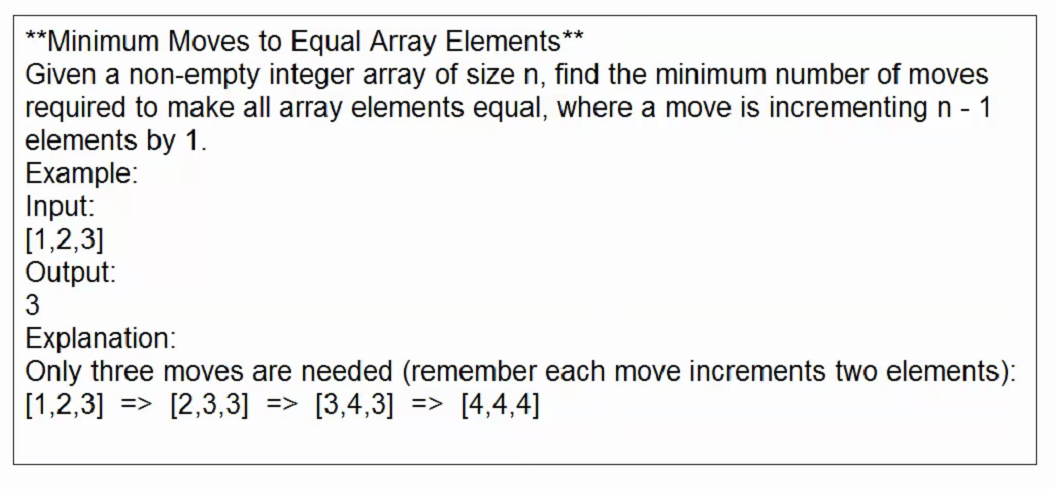 **Minimum Moves to Equal Array Elements**
Given a non-empty integer array of size n, find the minimum number of moves
required to make all array elements equal, where a move is incrementing n - 1
elements by 1.
Example:
Input:
[1,2,3]
Output:
3
Explanation:
Only three moves are needed (remember each move increments two elements):
[1,2,3]  =>  [2,3,3]  =>  [3,4,3]  =>  [4,4,4]